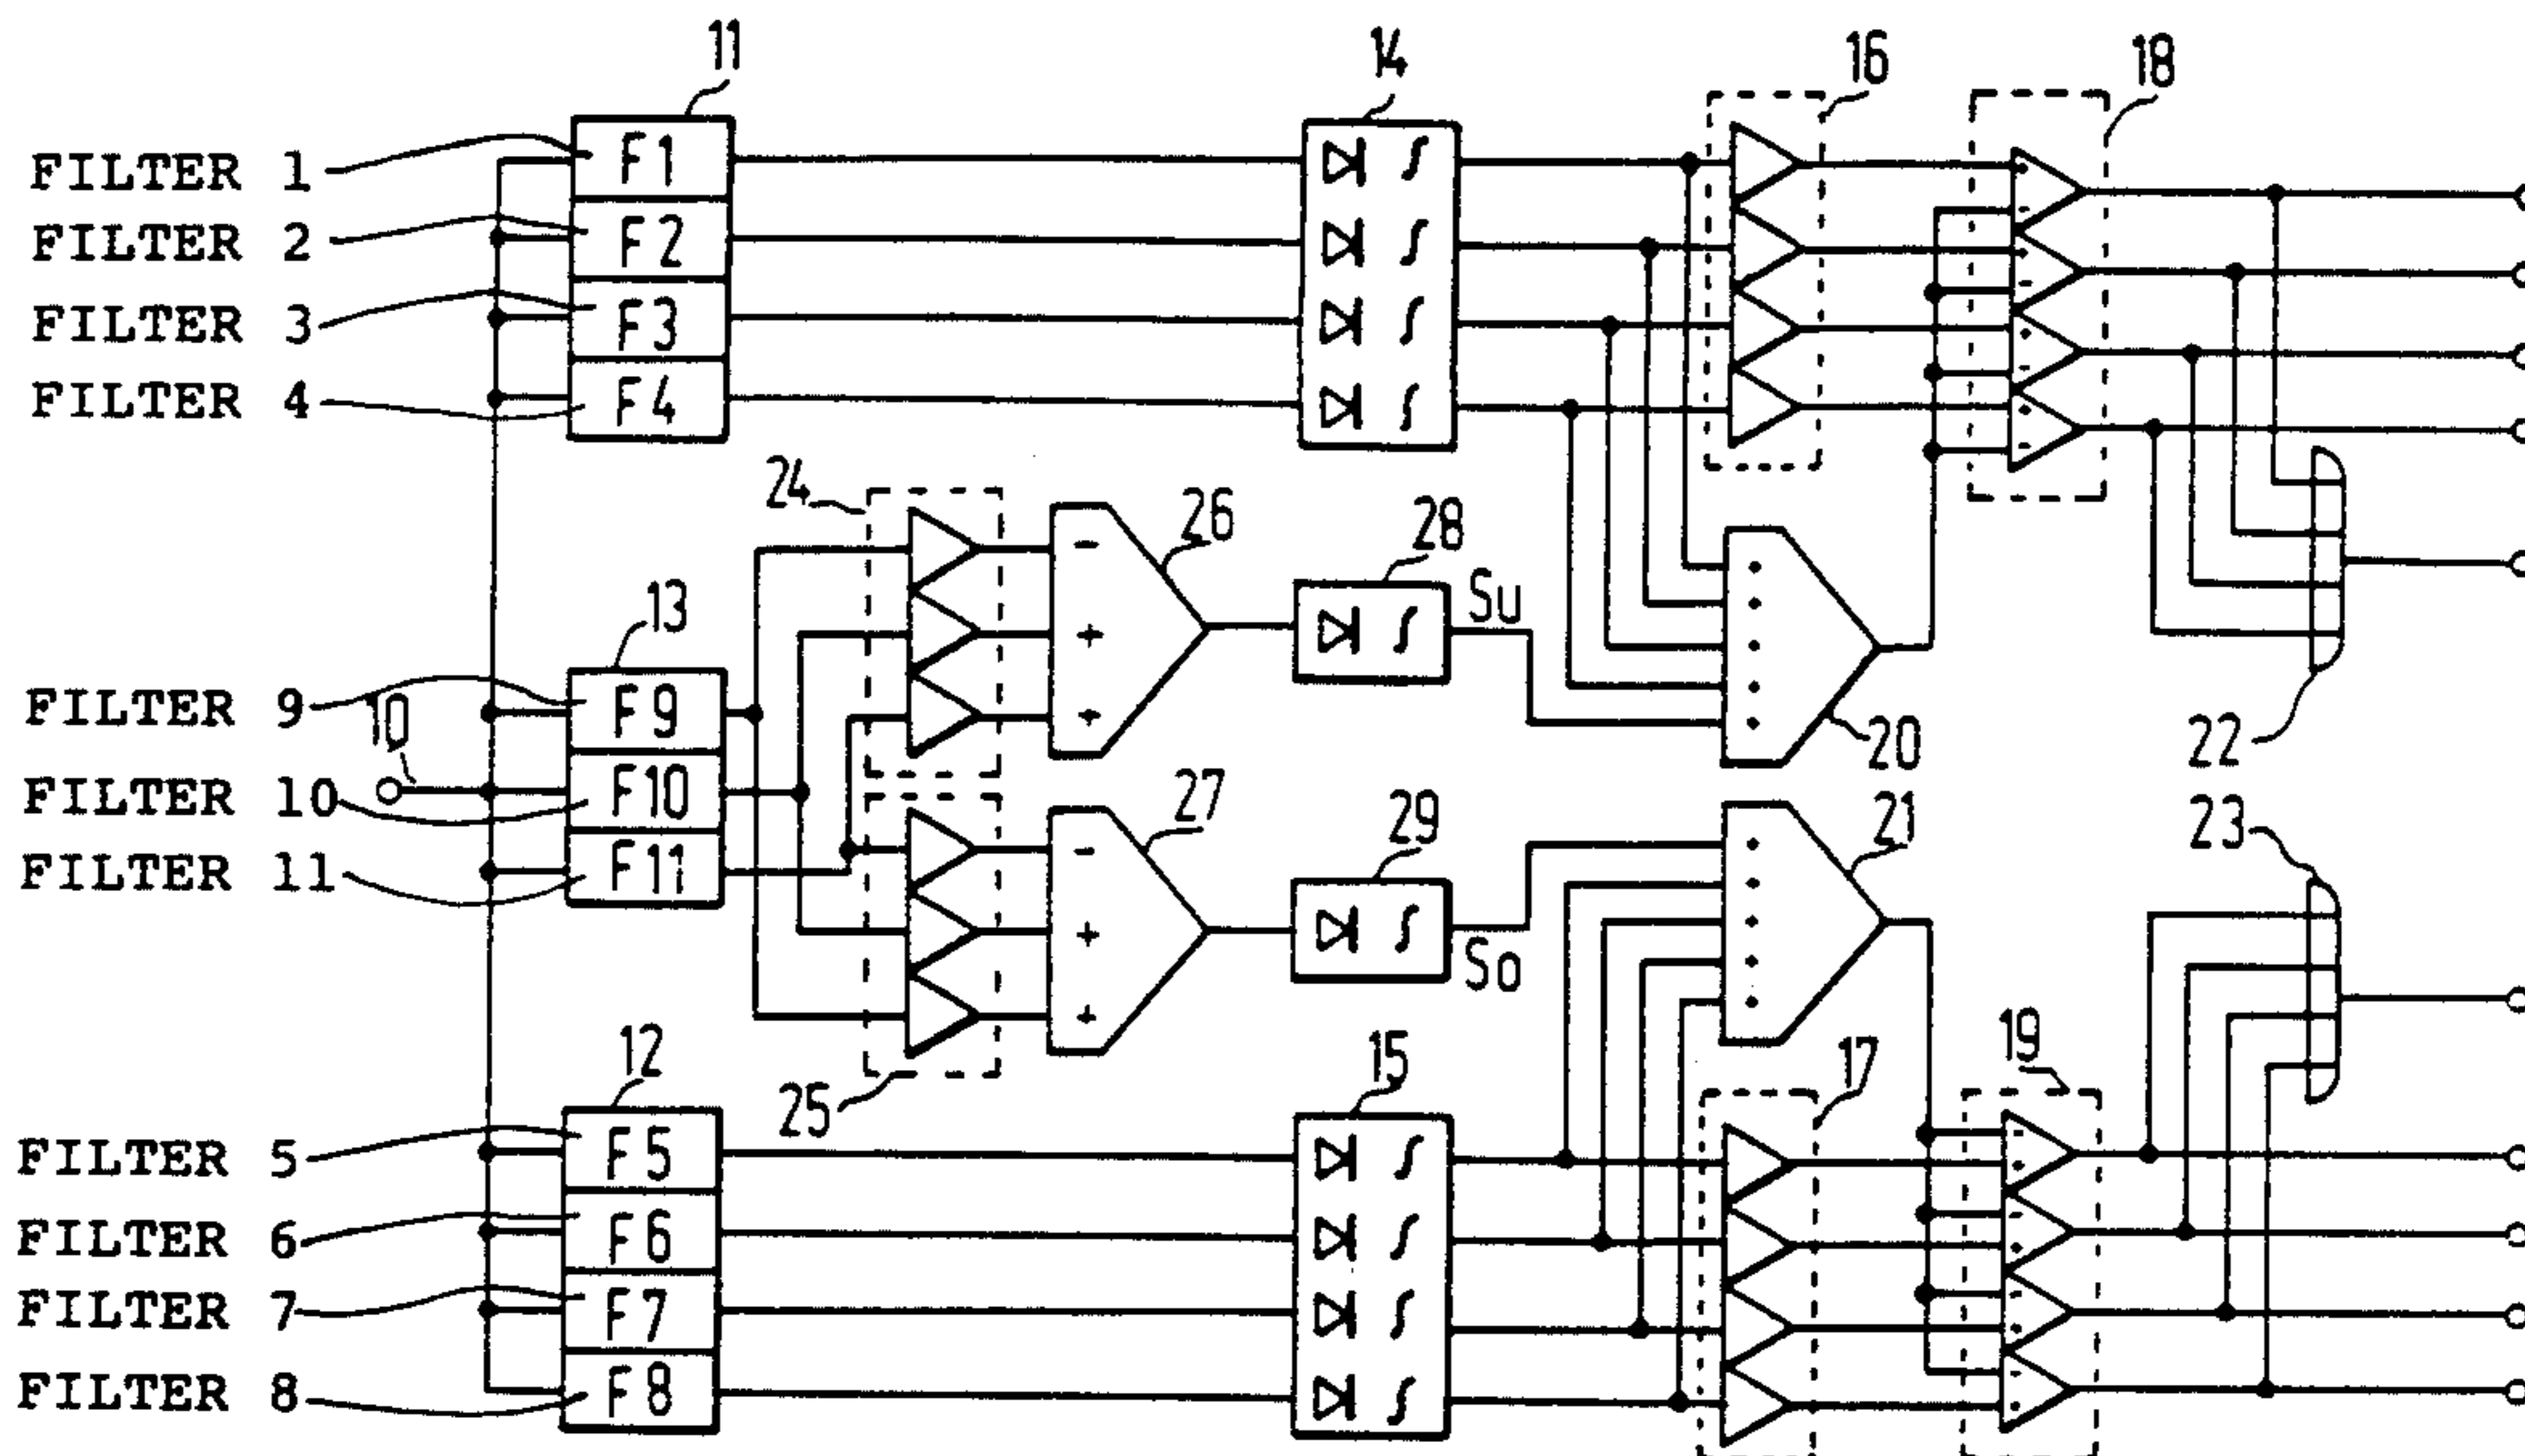 11
14
16
18
FILTER 1
F1
FILTER 2
F2
FILTER 3
F3
FILTER 4
F4
24
26
28
Su
13
FILTER 9
F9
10
20
22
FILTER 10
F10
27
29
21
23
FILTER 11
F11
So
12
25
15
17
19
FILTER 5
F5
FILTER 6
F6
FILTER 7
F7
FILTER 8
F8